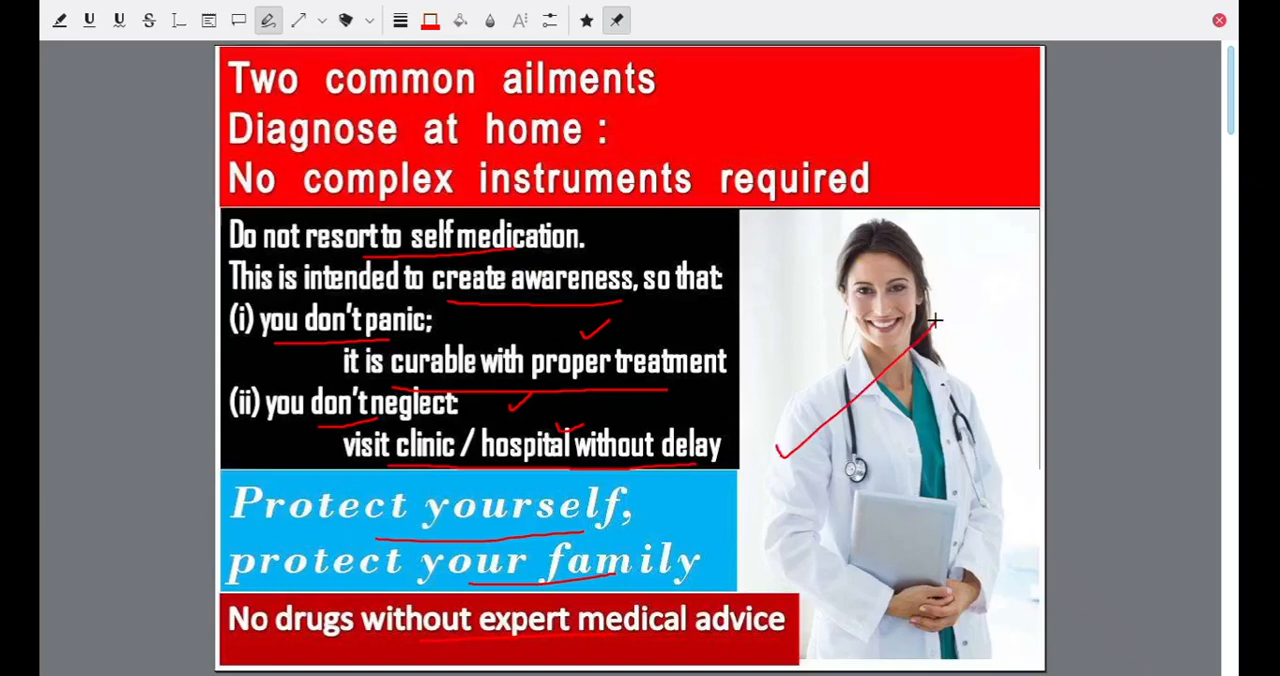 Two common ailments
Diagnose at home :
No complex instruments required
Do not resort to self medication.
This is intended to create awareness, so that:
(i) you don't panic;
it is curable with proper treatment
(ii) you don't neglect:
visit clinic / hospital without delay
Protect yourself,
protect your family
No drugs without expert medical advice